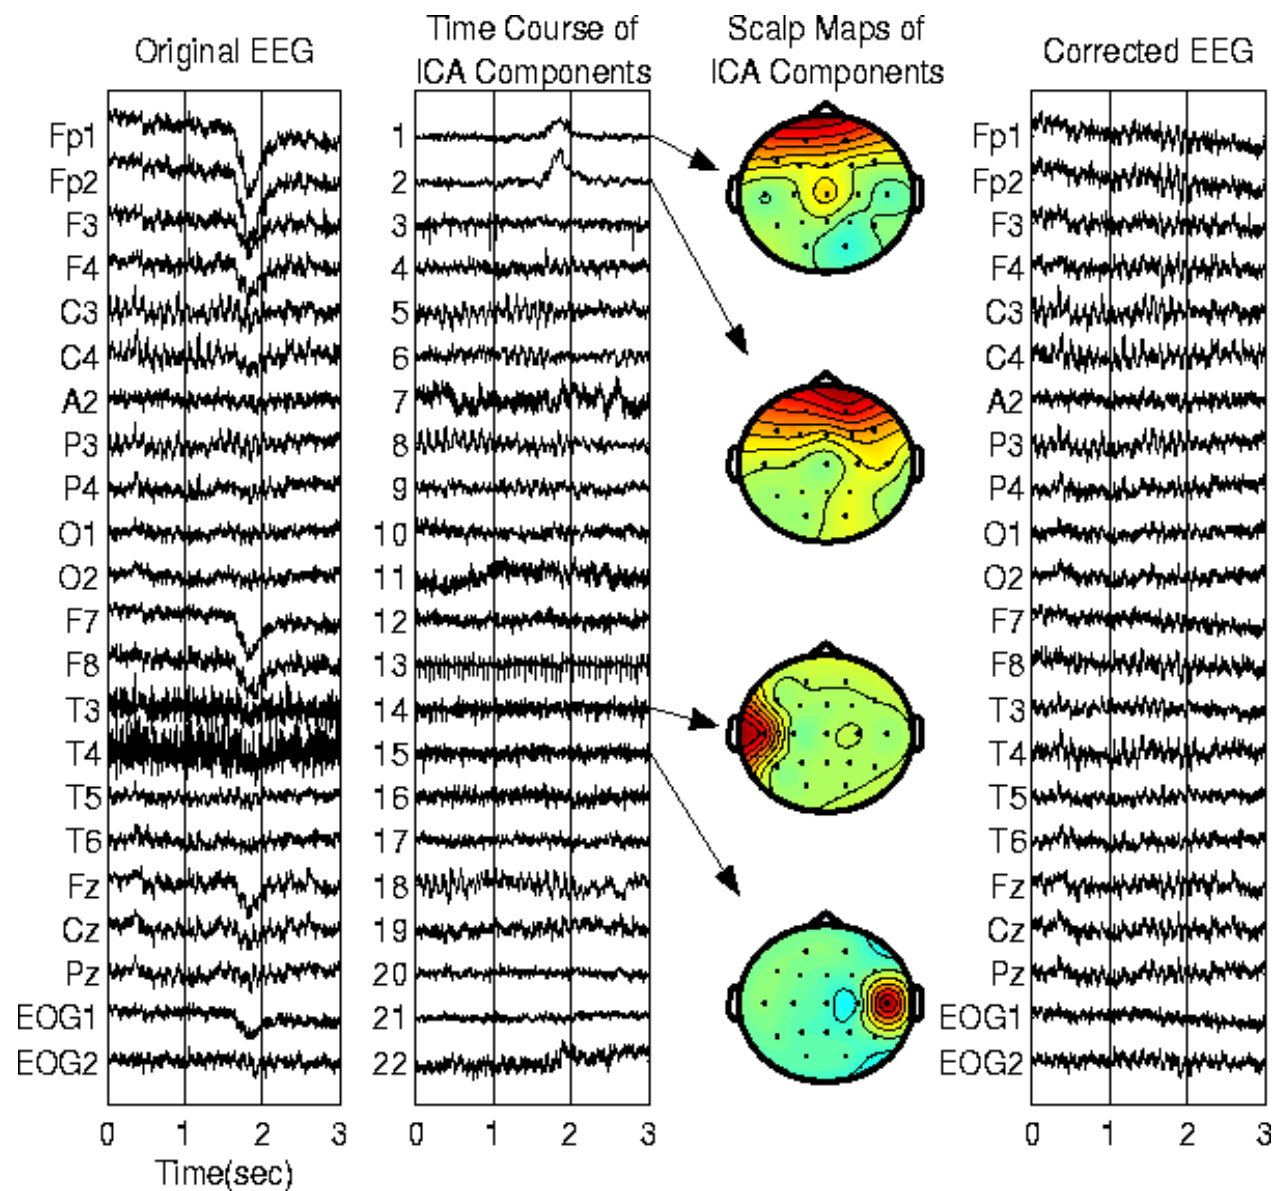 Original EEG
Time Course of
ICA Components
Scalp Maps of
ICA Components
Corrected EEG
Fp1
Fp2
F3
F4
C3
C4
A2
P3
P4
O1
O2
F7
F8
T3
T4
T5
T6
Fz
Cz
Pz
EOG1
EOG2
0 1 2 3
Time(sec)
1
2
3
4
5
6
7
8
9
10
11
12
13
14
15
16
17
18
19
20
21
22
0 1 2 3
Fp1
Fp2
F3
F4
C3
C4
A2
P3
P4
O1
O2
F7
F8
T3
T4
T5
T6
Fz
Cz
Pz
EOG1
EOG2
0 1 2 3